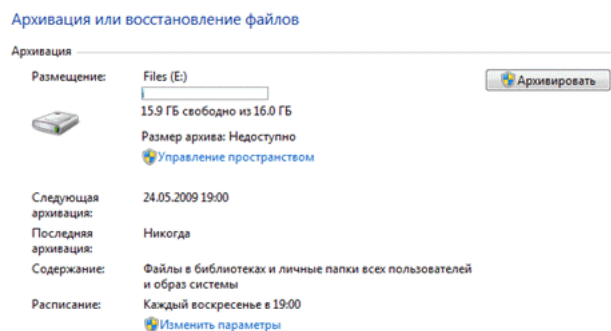 Архивация или восстановление файлов
Архивация
Размещение: Files (E:)
Архивировать
15.9 ГБ свободно из 16.0 ГБ
Размер архива: Недоступно
Управление пространством
Следующая архивация: 24.05.2009 19:00
Последняя архивация: Никогда
Содержание: Файлы в библиотеках и личные папки всех пользователей
и образ системы
Расписание: Каждый воскресенье в 19:00
Изменить параметры